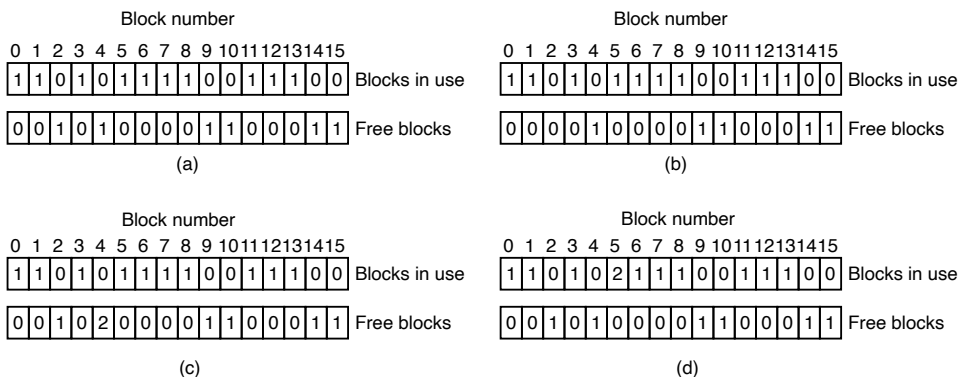 Block number
0 1 2 3 4 5 6 7 8 9 10 11 12 13 14 15
1 1 0 1 0 1 1 1 1 0 0 1 1 1 0 0 Blocks in use
0 0 1 0 1 0 0 0 0 1 1 0 0 0 1 1 Free blocks
(a)
Block number
0 1 2 3 4 5 6 7 8 9 10 11 12 13 14 15
1 1 0 1 0 1 1 1 1 0 0 1 1 1 0 0 Blocks in use
0 0 0 0 1 0 0 0 0 1 1 0 0 0 1 1 Free blocks
(b)
Block number
0 1 2 3 4 5 6 7 8 9 10 11 12 13 14 15
1 1 0 1 0 1 1 1 1 0 0 1 1 1 0 0 Blocks in use
0 0 1 0 2 0 0 0 0 1 1 0 0 0 1 1 Free blocks
(c)
Block number
0 1 2 3 4 5 6 7 8 9 10 11 12 13 14 15
1 1 0 1 0 2 1 1 1 0 0 1 1 1 0 0 Blocks in use
0 0 1 0 1 0 0 0 0 1 1 0 0 0 1 1 Free blocks
(d)